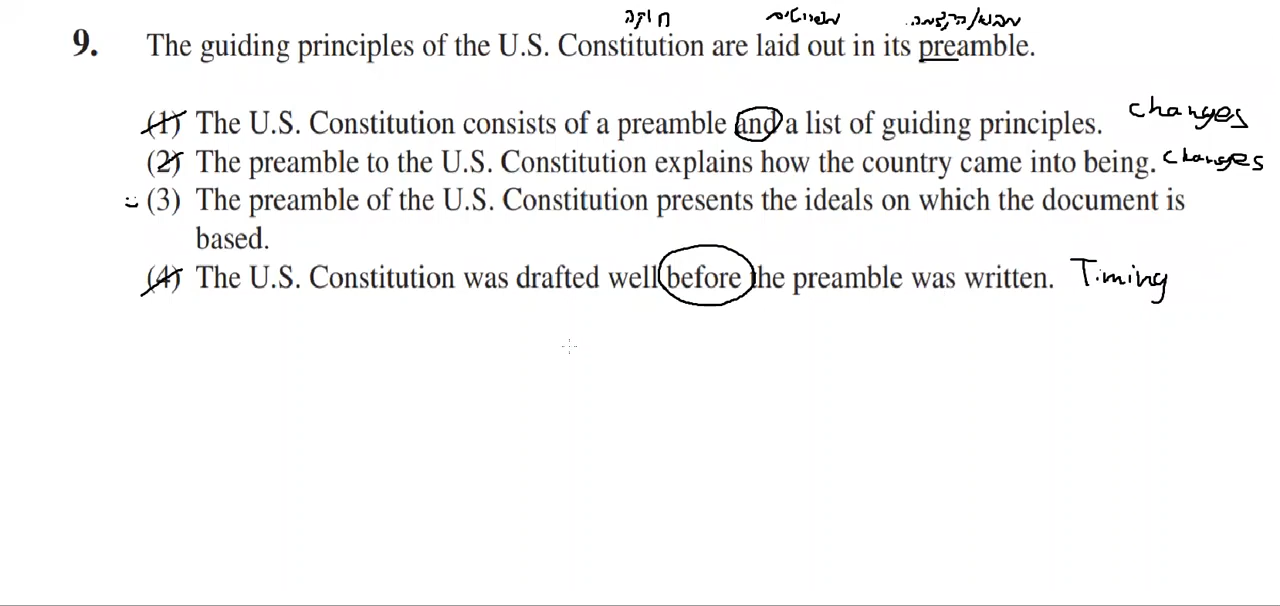 חוקה מפורטים מבוא/הקדמה
9. The guiding principles of the U.S. Constitution are laid out in its preamble.
(1) The U.S. Constitution consists of a preamble and a list of guiding principles. changes
(2) The preamble to the U.S. Constitution explains how the country came into being. changes
(3) The preamble of the U.S. Constitution presents the ideals on which the document is
based.
(4) The U.S. Constitution was drafted well before the preamble was written. Timing